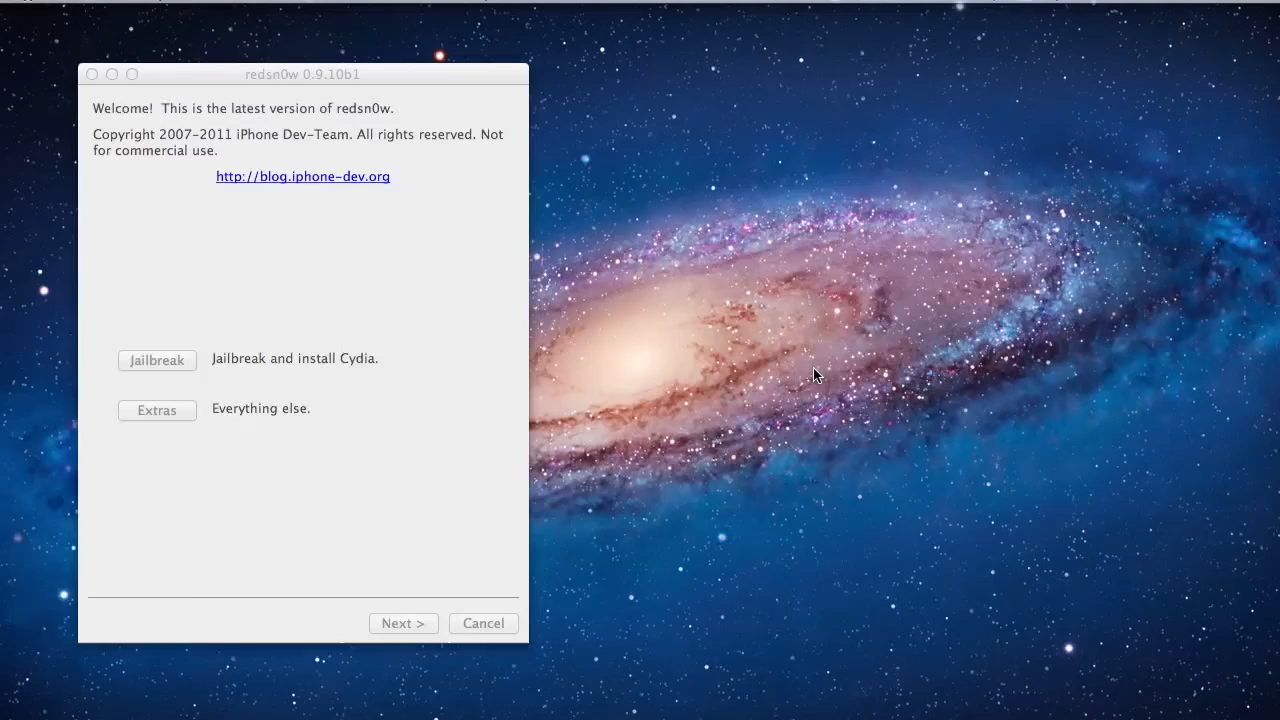 redsn0w 0.9.10b1
Welcome!  This is the latest version of redsn0w.
Copyright 2007-2011 iPhone Dev-Team. All rights reserved. Not
for commercial use.
http://blog.iphone-dev.org
Jailbreak
Jailbreak and install Cydia.
Extras
Everything else.
Next >
Cancel